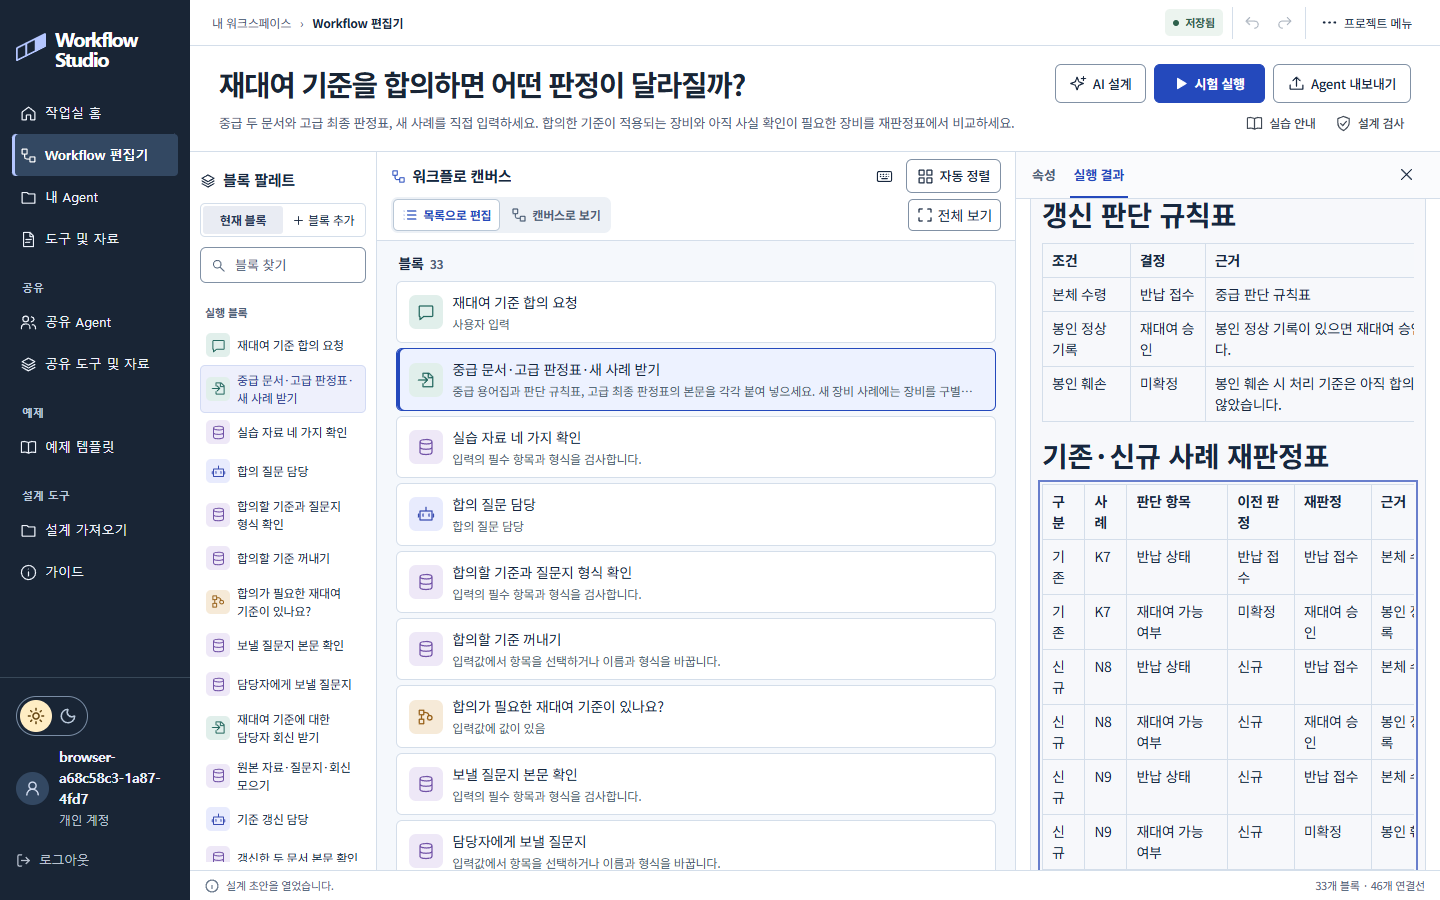 Workflow
Studio
작업실 홈
Workflow 편집기
내 Agent
도구 및 자료
공유
공유 Agent
공유 도구 및 자료
예제
예제 템플릿
설계 도구
설계 가져오기
가이드
browser-
a68c58c3-1a87-
4fd7
개인 계정
로그아웃
내 워크스페이스 › Workflow 편집기
저장됨
프로젝트 메뉴
재대여 기준을 합의하면 어떤 판정이 달라질까?
AI 설계
시험 실행
Agent 내보내기
중급 두 문서와 고급 최종 판정표, 새 사례를 직접 입력하세요. 합의한 기준이 적용되는 장비와 아직 사실 확인이 필요한 장비를 재판정표에서 비교하세요.
실습 안내
설계 검사
블록 팔레트
현재 블록
블록 추가
블록 찾기
실행 블록
재대여 기준 합의 요청
중급 문서·고급 판정표·
새 사례 받기
실습 자료 네 가지 확인
합의 질문 담당
합의할 기준과 질문지
형식 확인
합의할 기준 꺼내기
합의가 필요한 재대여
기준이 있나요?
보낼 질문지 본문 확인
담당자에게 보낼 질문지
재대여 기준에 대한
담당자 회신 받기
원본 자료·질문지·회신
모으기
기준 갱신 담당
갱신한 두 문서 본문 확인
워크플로 캔버스
자동 정렬
목록으로 편집
캔버스로 보기
전체 보기
블록 33
재대여 기준 합의 요청
사용자 입력
중급 문서·고급 판정표·새 사례 받기
중급 용어집과 판단 규칙표, 고급 최종 판정표의 본문을 각각 붙여 넣으세요. 새 장비 사례에는 장비를 구별…
실습 자료 네 가지 확인
입력의 필수 항목과 형식을 검사합니다.
합의 질문 담당
합의 질문 담당
합의할 기준과 질문지 형식 확인
입력의 필수 항목과 형식을 검사합니다.
합의할 기준 꺼내기
입력값에서 항목을 선택하거나 이름과 형식을 바꿉니다.
합의가 필요한 재대여 기준이 있나요?
입력값에 값이 있음
보낼 질문지 본문 확인
입력의 필수 항목과 형식을 검사합니다.
담당자에게 보낼 질문지
입력값에서 항목을 선택하거나 이름과 형식을 바꿉니다.
속성
실행 결과
갱신 판단 규칙표
조건 결정 근거
본체 수령 반납 접수 중급 판단 규칙표
봉인 정상 재대여 승 봉인 정상 기록이 있으면 재대여
기록 인 다.
봉인 훼손 미확정 봉인 훼손 시 처리 기준은 아직 합의
않았습니다.
기존·신규 사례 재판정표
구 사 판단 항목 이전 판 재판정 근거
분 례 정
기 K7 반납 상태 반납 접 반납 접수 본체
존 수
기 K7 재대여 가능 미확정 재대여 승 봉인
존 여부 인 록
신 N8 반납 상태 신규 반납 접수 본체
규
신 N8 재대여 가능 신규 재대여 승 봉인
규 여부 인 록
신 N9 반납 상태 신규 반납 접수 본체
규
신 N9 재대여 가능 신규 미확정 봉인
규 여부
설계 초안을 열었습니다.
33개 블록 · 46개 연결선